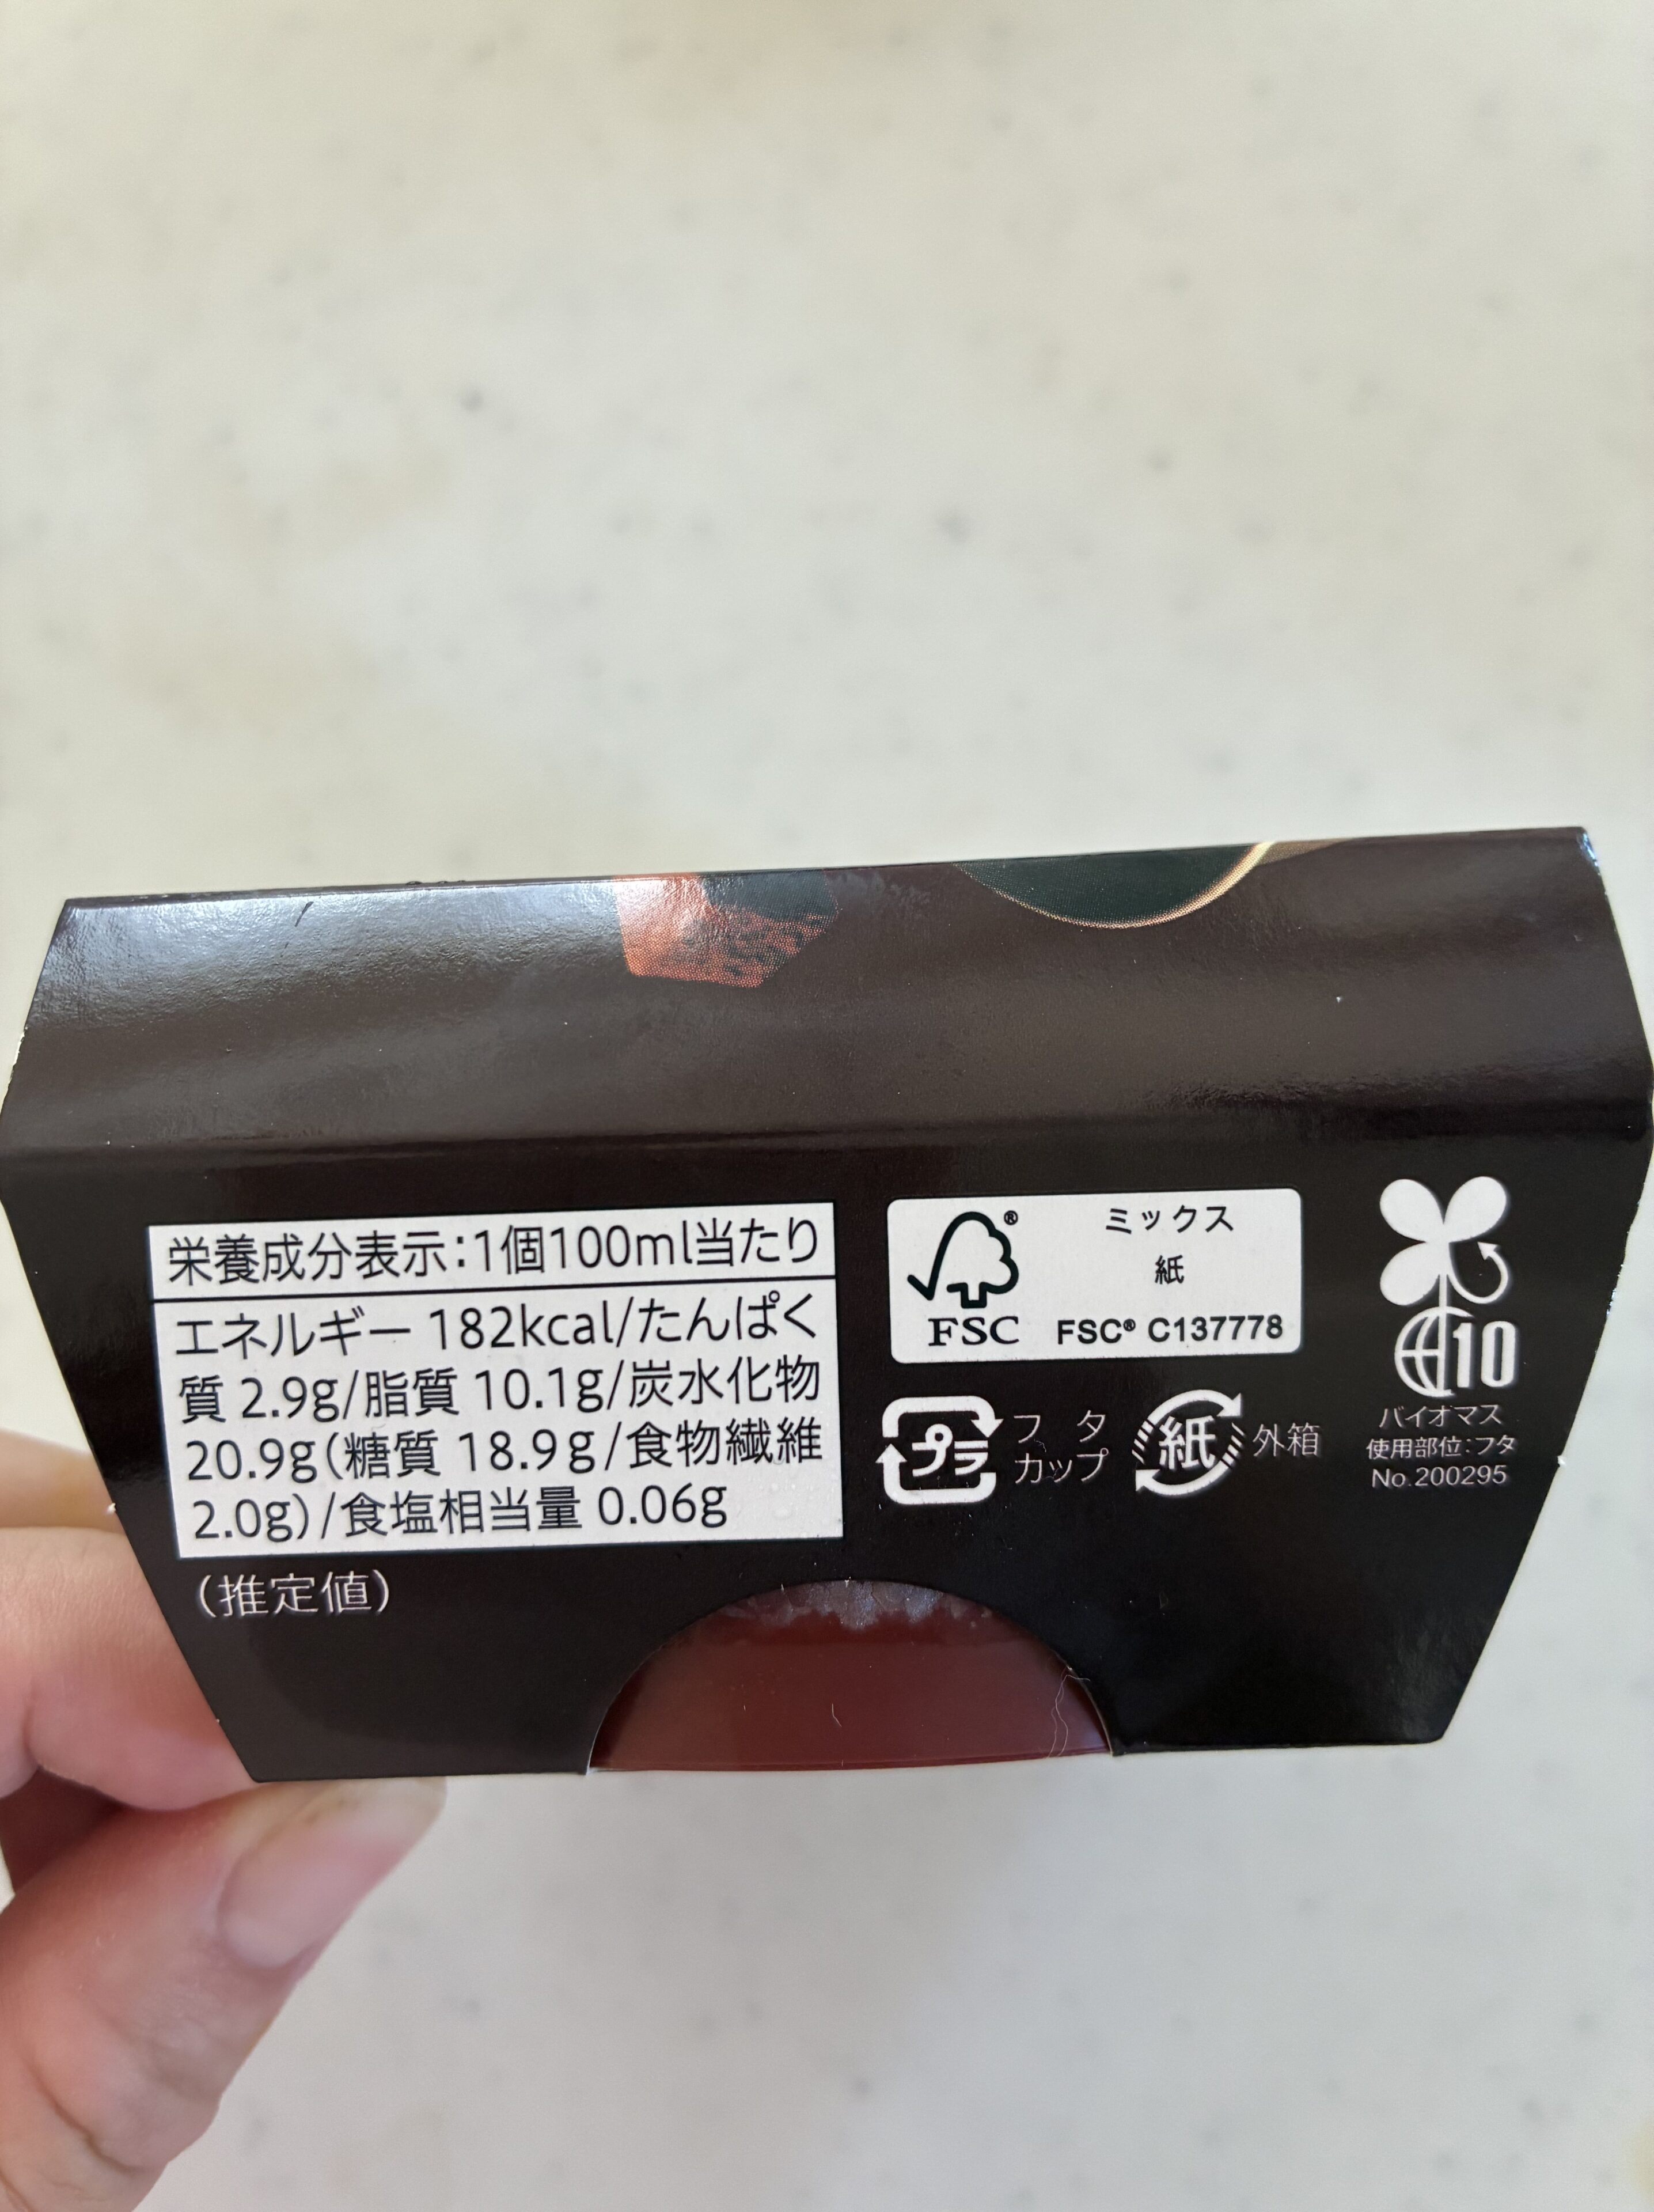 栄養成分表示:1個100ml当たり
エネルギー 182kcal/たんぱく
質 2.9g/脂質 10.1g/炭水化物
20.9g(糖質 18.9g/食物繊維
2.0g)/食塩相当量 0.06g
(推定値)
®
FSC
ミックス
紙
FSC® C137778
プラ
フタ
カップ
紙
外箱
10
バイオマス
使用部位:フタ
No.200295